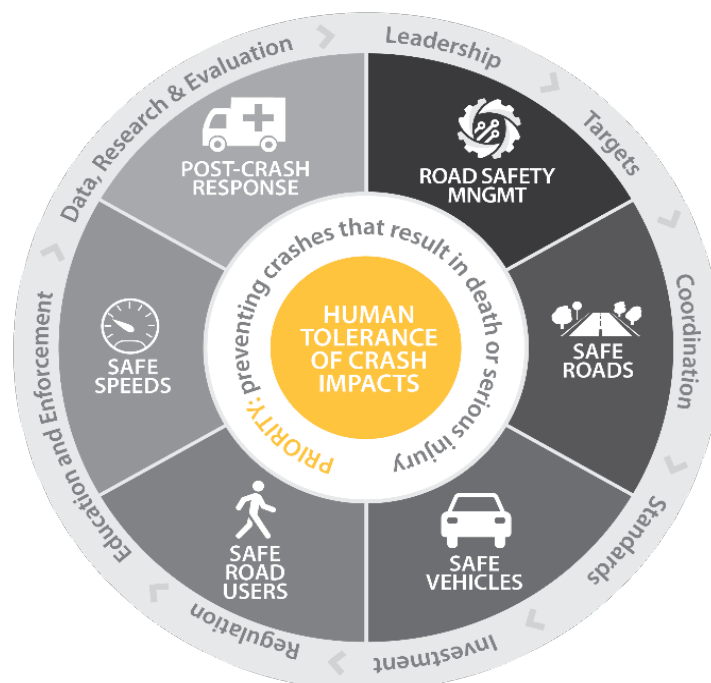 Leadership
Targets
Coordination
Standards
Investment
Regulation
Education and Enforcement
Data, Research & Evaluation
ROAD SAFETY
MNGMT
SAFE
ROADS
SAFE
VEHICLES
SAFE
ROAD
USERS
SAFE
SPEEDS
POST-CRASH
RESPONSE
PRIORITY: preventing crashes that result in death or serious injury
HUMAN
TOLERANCE
OF CRASH
IMPACTS